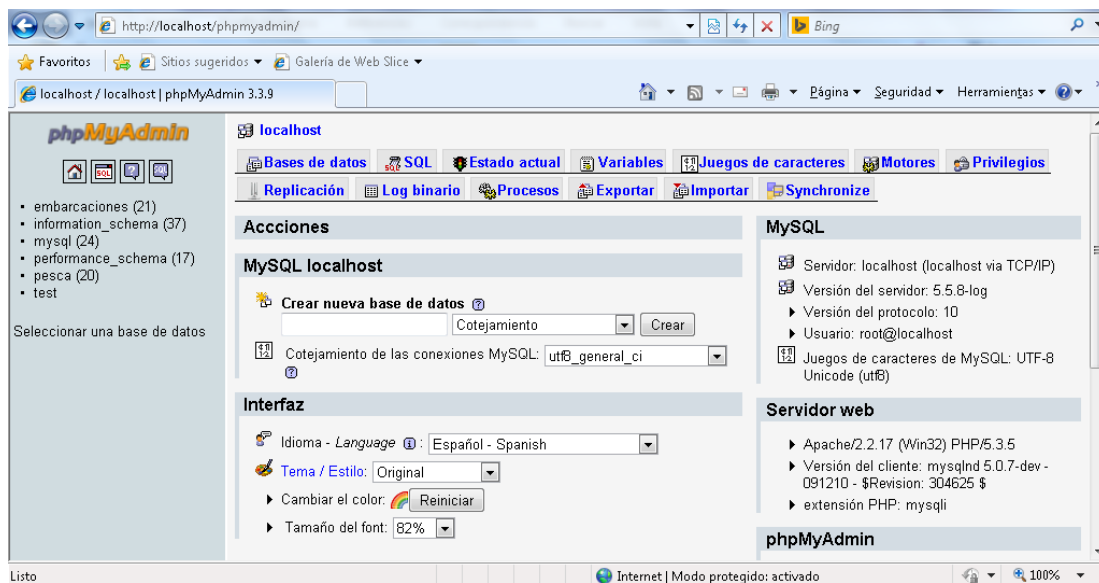 http://localhost/phpmyadmin/
Bing
Favoritos
Sitios sugeridos
Galería de Web Slice
localhost / localhost | phpMyAdmin 3.3.9
Página
Seguridad
Herramientas
phpMyAdmin
SQL
embarcaciones (21)
information_schema (37)
mysql (24)
performance_schema (17)
pesca (20)
test
Seleccionar una base de datos
localhost
Bases de datos SQL Estado actual Variables Juegos de caracteres Motores Privilegios
Replicación Log binario Procesos Exportar Importar Synchronize
Accciones
MySQL localhost
Crear nueva base de datos
Cotejamiento Crear
Cotejamiento de las conexiones MySQL: utf8_general_ci
Interfaz
Idioma - Language : Español - Spanish
Tema / Estilo: Original
Cambiar el color: Reiniciar
Tamaño del font: 82%
MySQL
Servidor: localhost (localhost via TCP/IP)
Versión del servidor: 5.5.8-log
Versión del protocolo: 10
Usuario: root@localhost
Juegos de caracteres de MySQL: UTF-8
Unicode (utf8)
Servidor web
Apache/2.2.17 (Win32) PHP/5.3.5
Versión del cliente: mysqlnd 5.0.7-dev -
091210 - $Revision: 304625 $
extensión PHP: mysqli
phpMyAdmin
Listo
Internet | Modo protegido: activado
100%